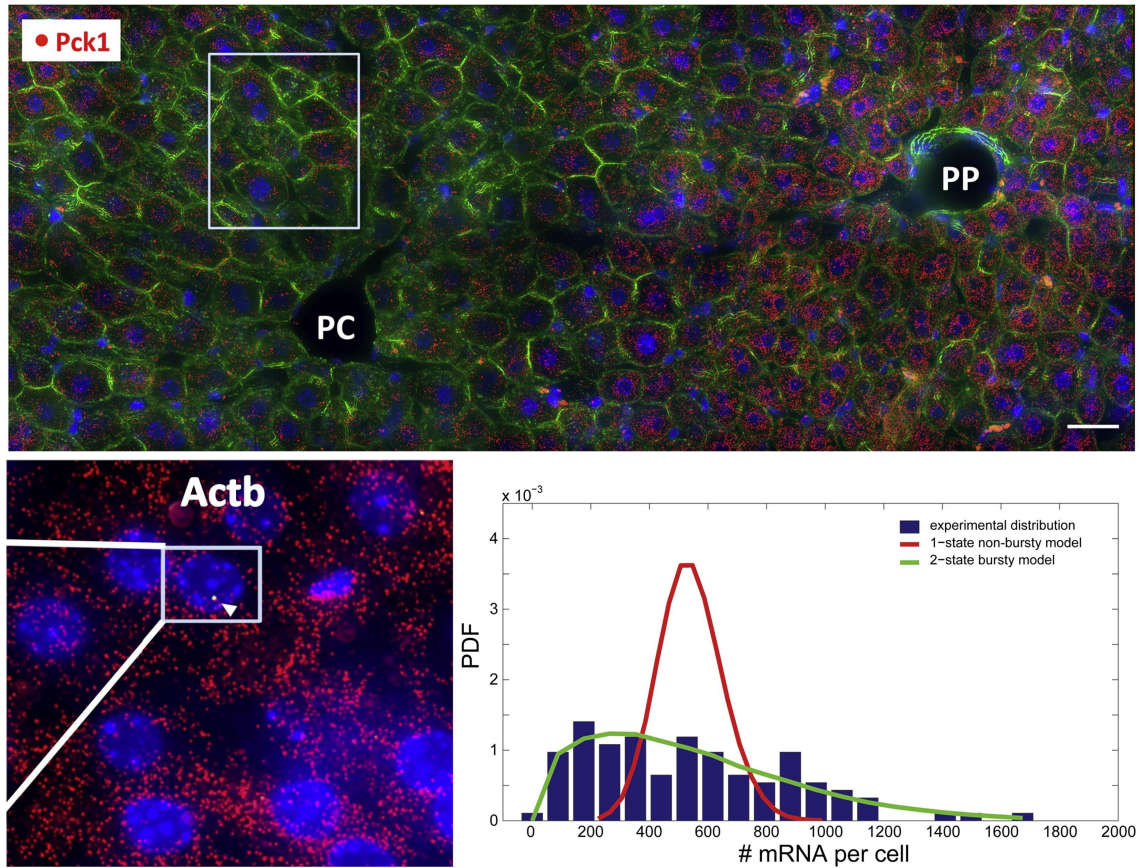 • Pck1
PC
PP
Actb
x 10⁻³
4
3
2
1
0
PDF
experimental distribution
1−state non−bursty model
2−state bursty model
0 200 400 600 800 1000 1200 1400 1600 1800 2000
# mRNA per cell